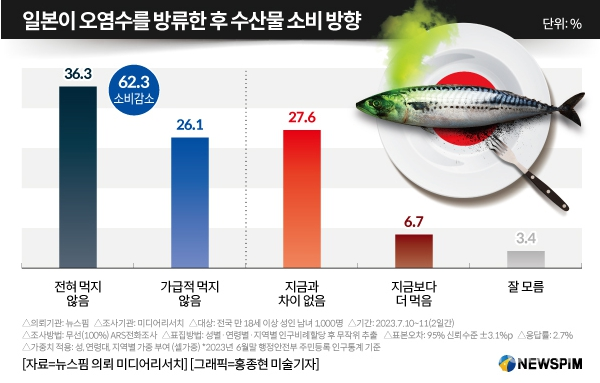 일본이 오염수를 방류한 후 수산물 소비 방향
단위: %
36.3
62.3
소비감소
26.1
27.6
6.7
3.4
전혀 먹지
않음
가급적 먹지
않음
지금과
차이 없음
지금보다
더 먹음
잘 모름
△의뢰기관: 뉴스핌 △조사기관: 미디어리서치 △대상: 전국 만 18세 이상 성인 남녀 1,000명 △기간: 2023.7.10~11(2일간)
△조사방법: 무선(100%) ARS전화조사 △표집방법: 성별·연령별·지역별 인구비례할당 후 무작위 추출 △표본오차: 95% 신뢰수준 ±3.1%p △응답률: 2.7%
△가중치 적용: 성, 연령대, 지역별 가중 부여 (셀가중) *2023년 6월말 행정안전부 주민등록 인구통계 기준
[자료=뉴스핌 의뢰 미디어리서치] [그래픽=홍종현 미술기자]
NEWSPIM